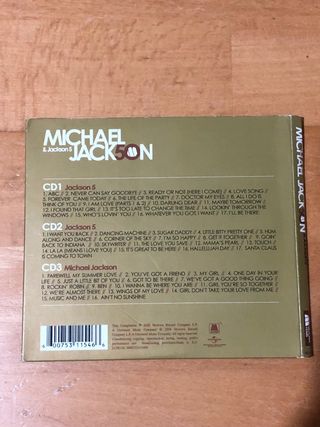 MICHAEL
& Jackson 5
JACK50N
CD1 Jackson 5
1. ABC // 2. NEVER CAN SAY GOODBYE // 3. READY OR NOT (HERE I COME) // 4. LOVE SONG //
5. FOREVER CAME TODAY // 6. THE LIFE OF THE PARTY // 7. DOCTOR MY EYES // 8. ALL I DO IS
THINK OF YOU // 9. I AM LOVE (PARTS 1 & 2) // 10. DARLING DEAR // 11. MAYBE TOMORROW //
12. I FOUND THAT GIRL // 13. IT'S TOO LATE TO CHANGE THE TIME // 14. LOOKIN' THROUGH THE
WINDOWS // 15. WHO'S LOVIN' YOU // 16. WHATEVER YOU GOT I WANT // 17. I'LL BE THERE
CD2 Jackson 5
1. I WANT YOU BACK // 2. DANCING MACHINE // 3. SUGAR DADDY // 4. LITTLE BITTY PRETTY ONE // 5. HUM
ALONG AND DANCE // 6. CORNER OF THE SKY // 7. I'M SO HAPPY // 8. GET IT TOGETHER // 9. GOIN'
BACK TO INDIANA // 10. SKYWRITER // 11. THE LOVE YOU SAVE // 12. MAMA'S PEARL // 13. TOUCH //
14. LA LA (MEANS I LOVE YOU) // 15. IT'S GREAT TO BE HERE // 16. HALLELUJAH DAY // 17. SANTA CLAUS
IS COMING TO TOWN
CD3 Michael Jackson
1. FAREWELL MY SUMMER LOVE // 2. YOU'VE GOT A FRIEND // 3. MY GIRL // 4. ONE DAY IN YOUR
LIFE // 5. JUST A LITTLE BIT OF YOU // 6. GOT TO BE THERE // 7. WE'VE GOT A GOOD THING GOING //
8. ROCKIN' ROBIN // 9. BEN // 10. I WANNA BE WHERE YOU ARE // 11. GIRL YOU'RE SO TOGETHER //
12. WE'RE ALMOST THERE // 13. WINGS OF MY LOVE // 14. GIRL DON'T TAKE YOUR LOVE FROM ME //
15. MUSIC AND ME // 16. AIN'T NO SUNSHINE
6 00753 11546 6
MICHAEL JACK50N